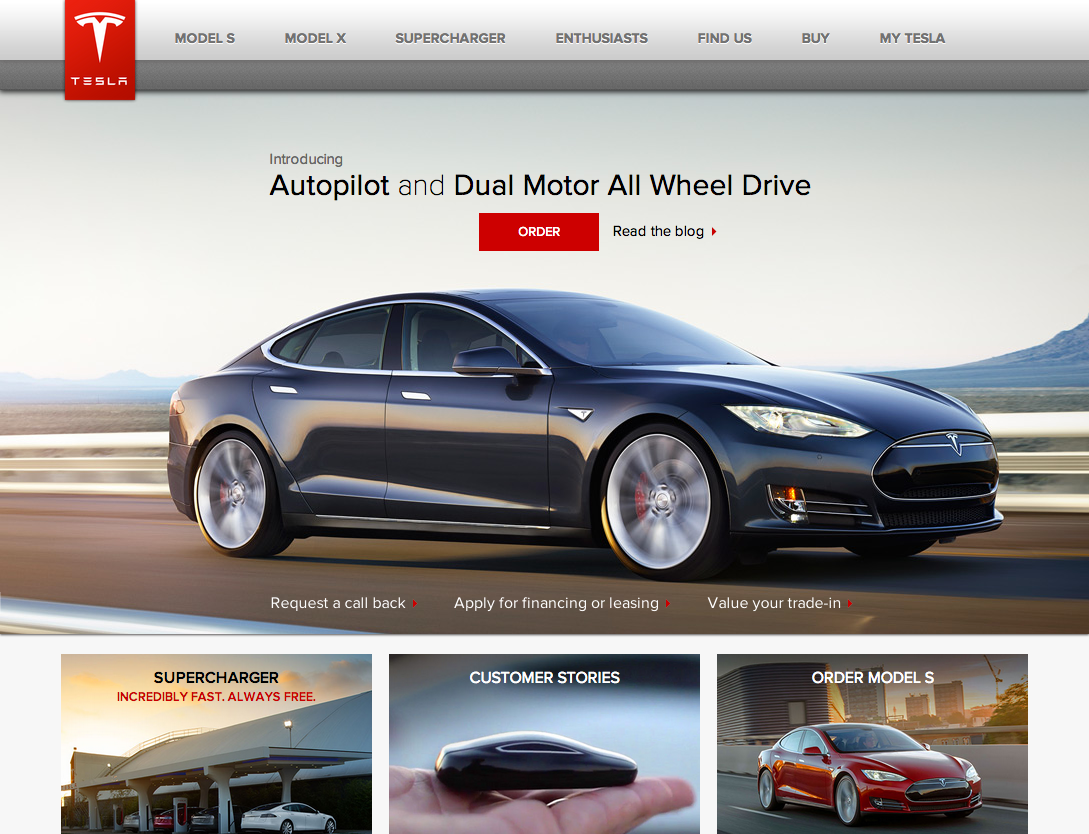 TESLA
MODEL S
MODEL X
SUPERCHARGER
ENTHUSIASTS
FIND US
BUY
MY TESLA
Introducing
Autopilot and Dual Motor All Wheel Drive
ORDER
Read the blog
Request a call back
Apply for financing or leasing
Value your trade-in
SUPERCHARGER
INCREDIBLY FAST. ALWAYS FREE.
CUSTOMER STORIES
ORDER MODEL S